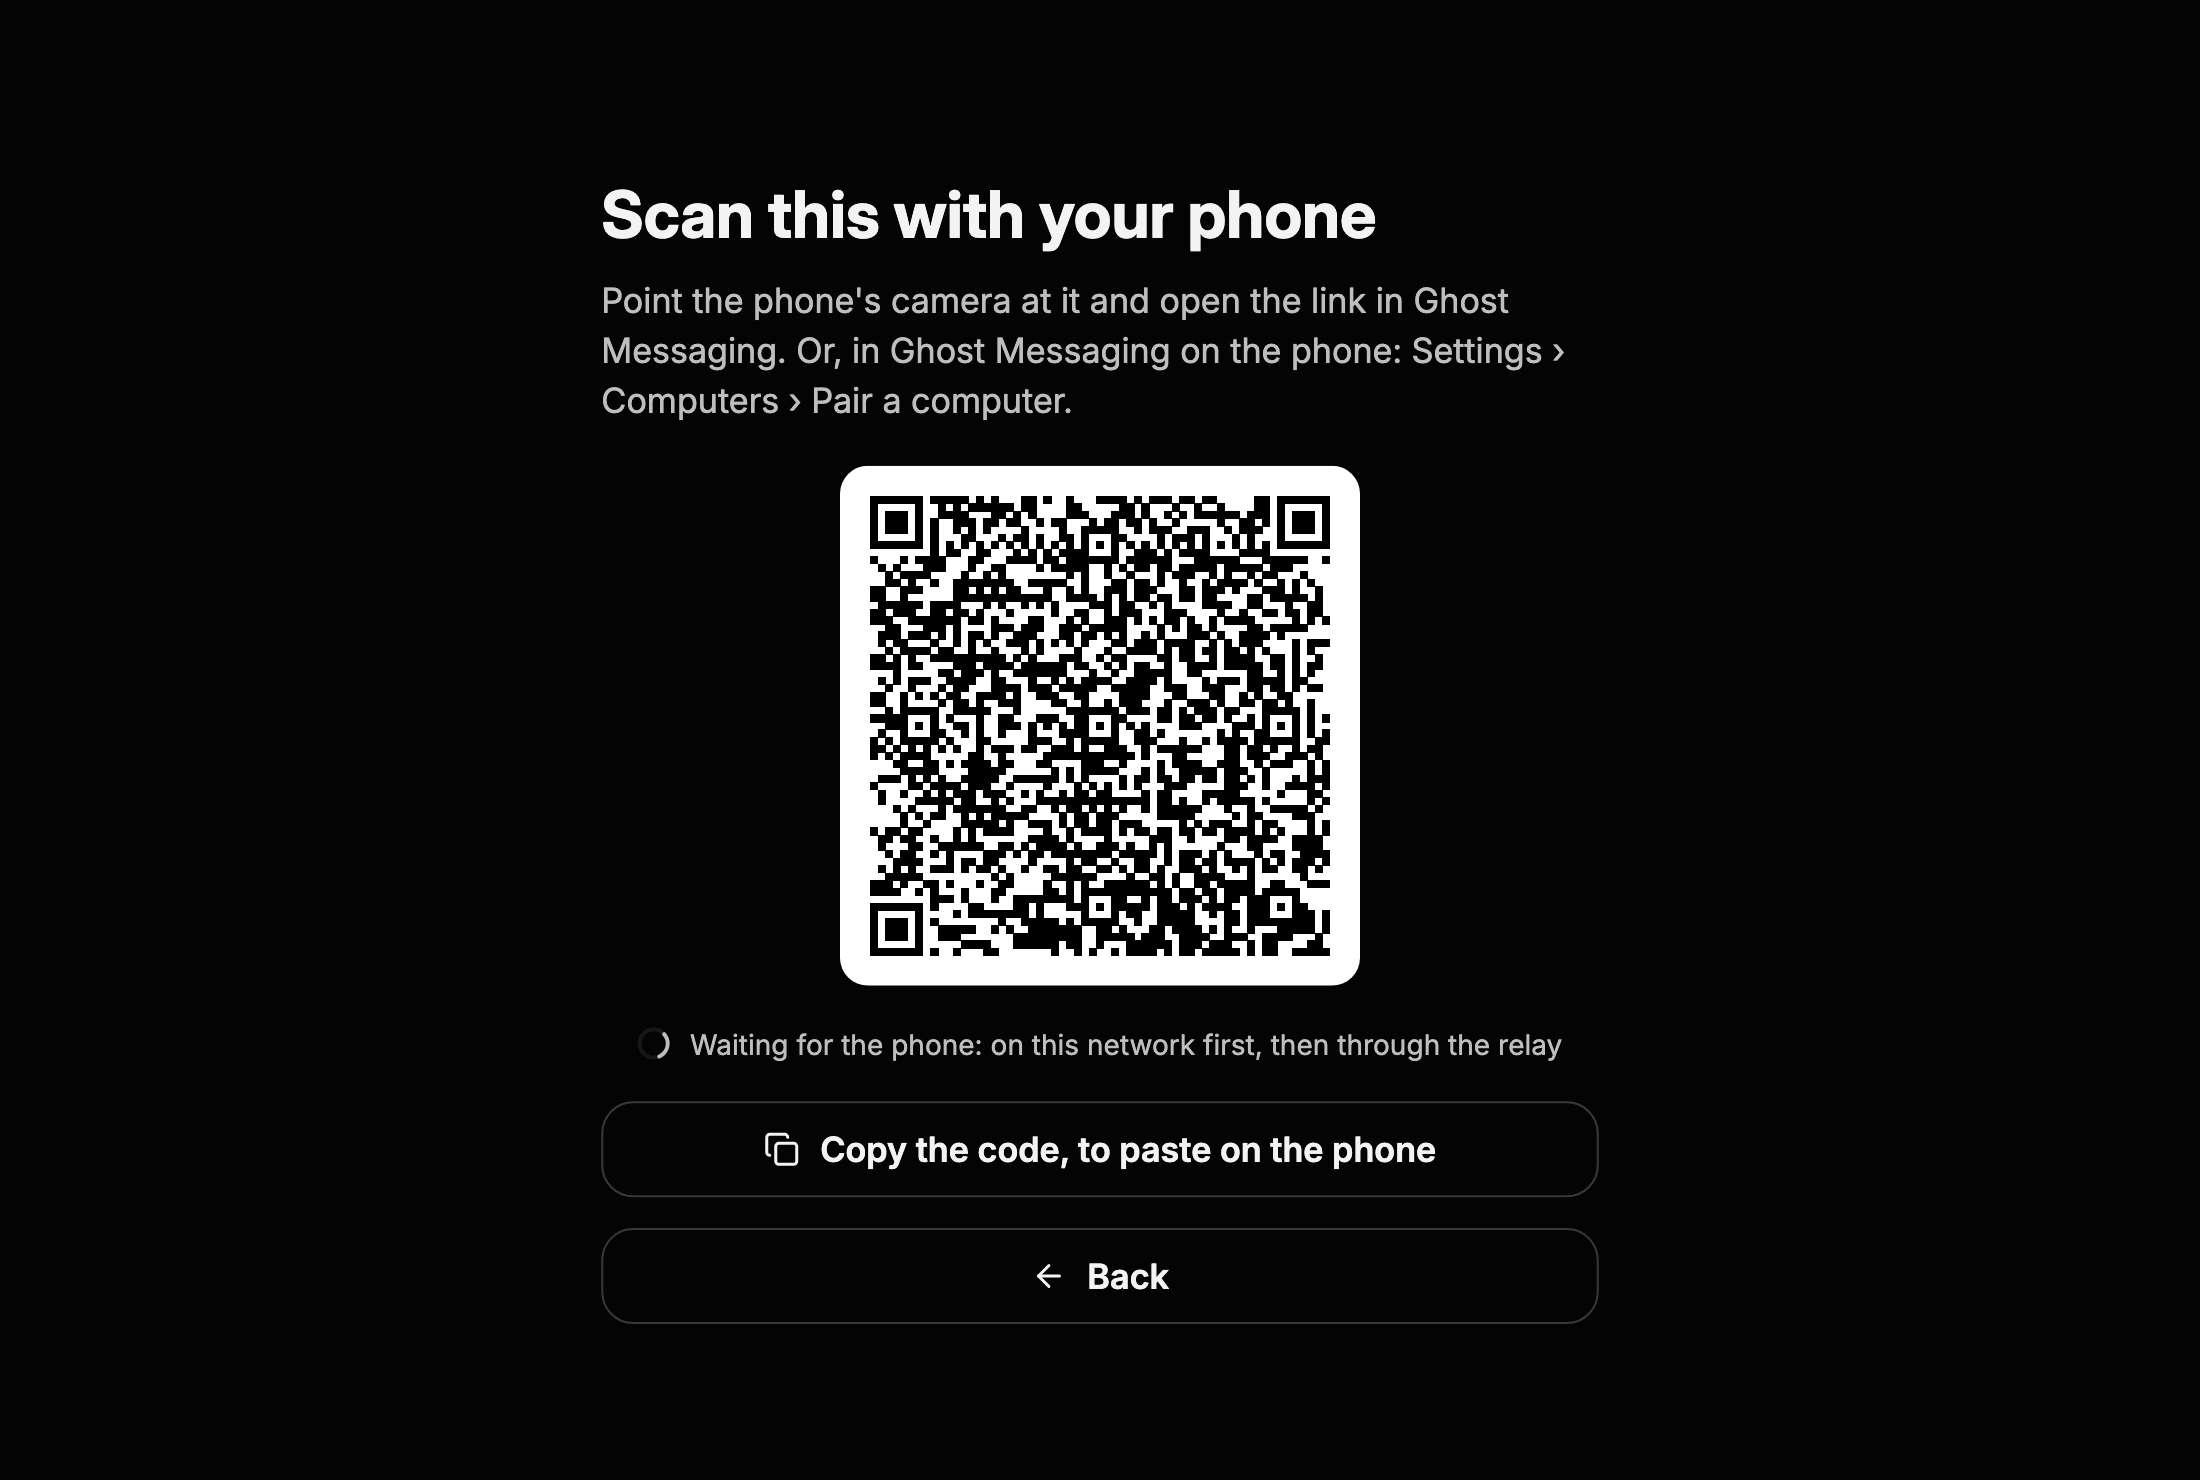 Scan this with your phone
Point the phone's camera at it and open the link in Ghost
Messaging. Or, in Ghost Messaging on the phone: Settings ›
Computers › Pair a computer.
Waiting for the phone: on this network first, then through the relay
Copy the code, to paste on the phone
Back